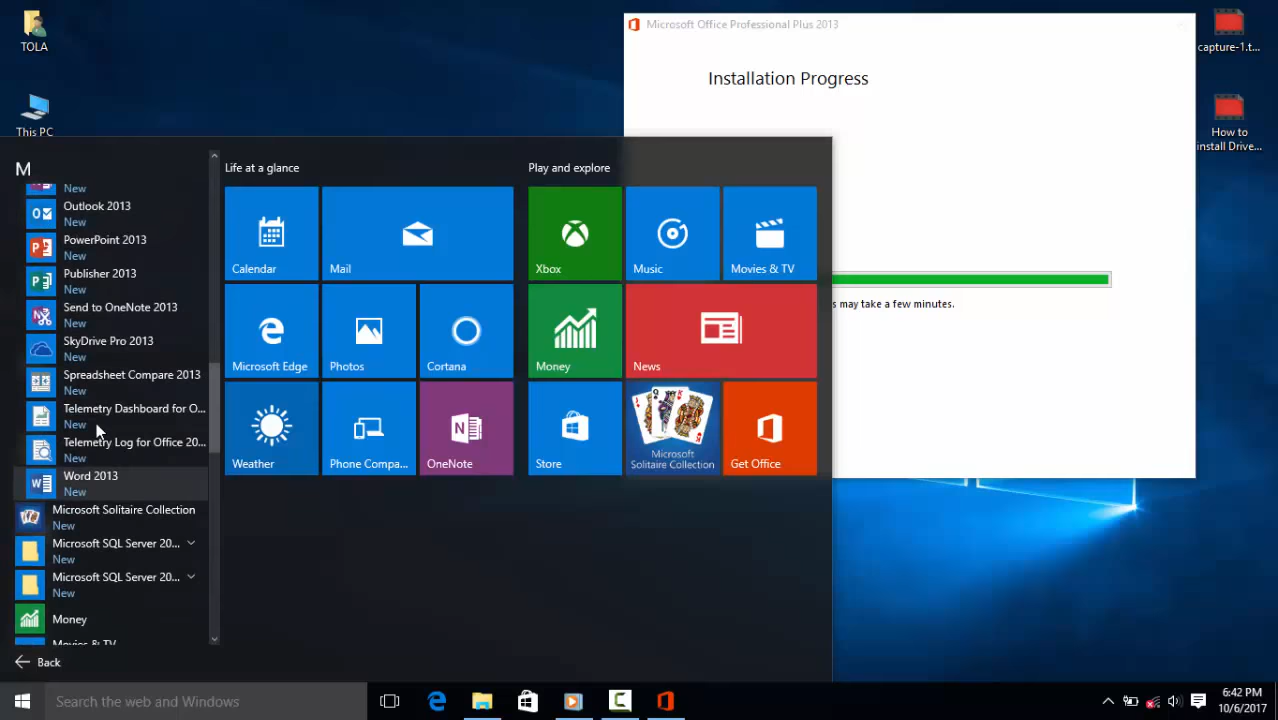 TOLA
This PC
Microsoft Office Professional Plus 2013
Installation Progress
s may take a few minutes.
capture-1.t...
How to
install Drive...
M
New
Outlook 2013
New
PowerPoint 2013
New
Publisher 2013
New
Send to OneNote 2013
New
SkyDrive Pro 2013
New
Spreadsheet Compare 2013
New
Telemetry Dashboard for O...
New
Telemetry Log for Office 20...
New
Word 2013
New
Microsoft Solitaire Collection
New
Microsoft SQL Server 20...
New
Microsoft SQL Server 20...
New
Money
Movies & TV
Back
Life at a glance
Calendar
Mail
Microsoft Edge
Photos
Cortana
Weather
Phone Compa...
OneNote
Play and explore
Xbox
Music
Movies & TV
Money
News
Store
Microsoft
Solitaire Collection
Get Office
Search the web and Windows
6:42 PM
10/6/2017